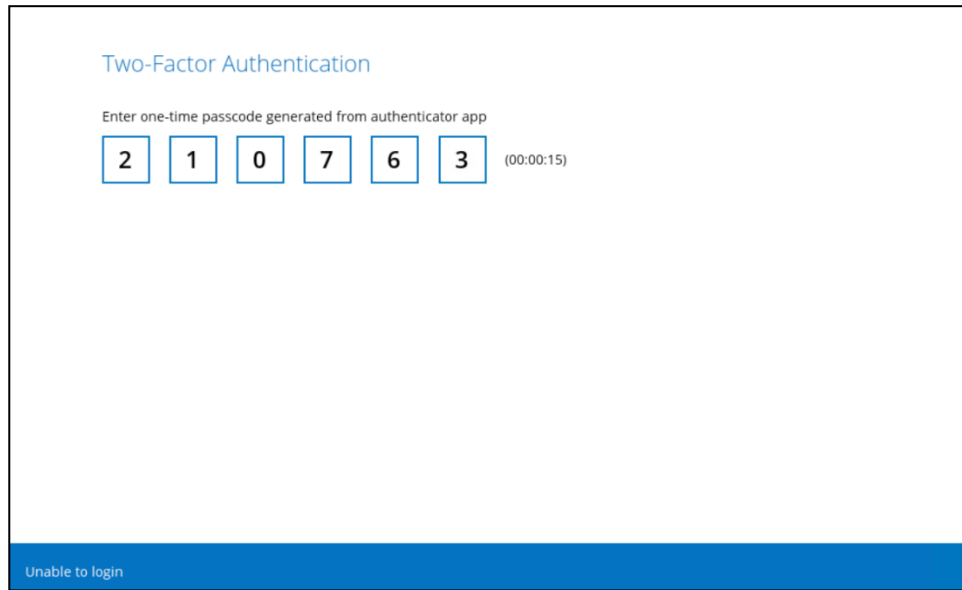 Two-Factor Authentication
Enter one-time passcode generated from authenticator app
2 1 0 7 6 3 (00:00:15)
Unable to login